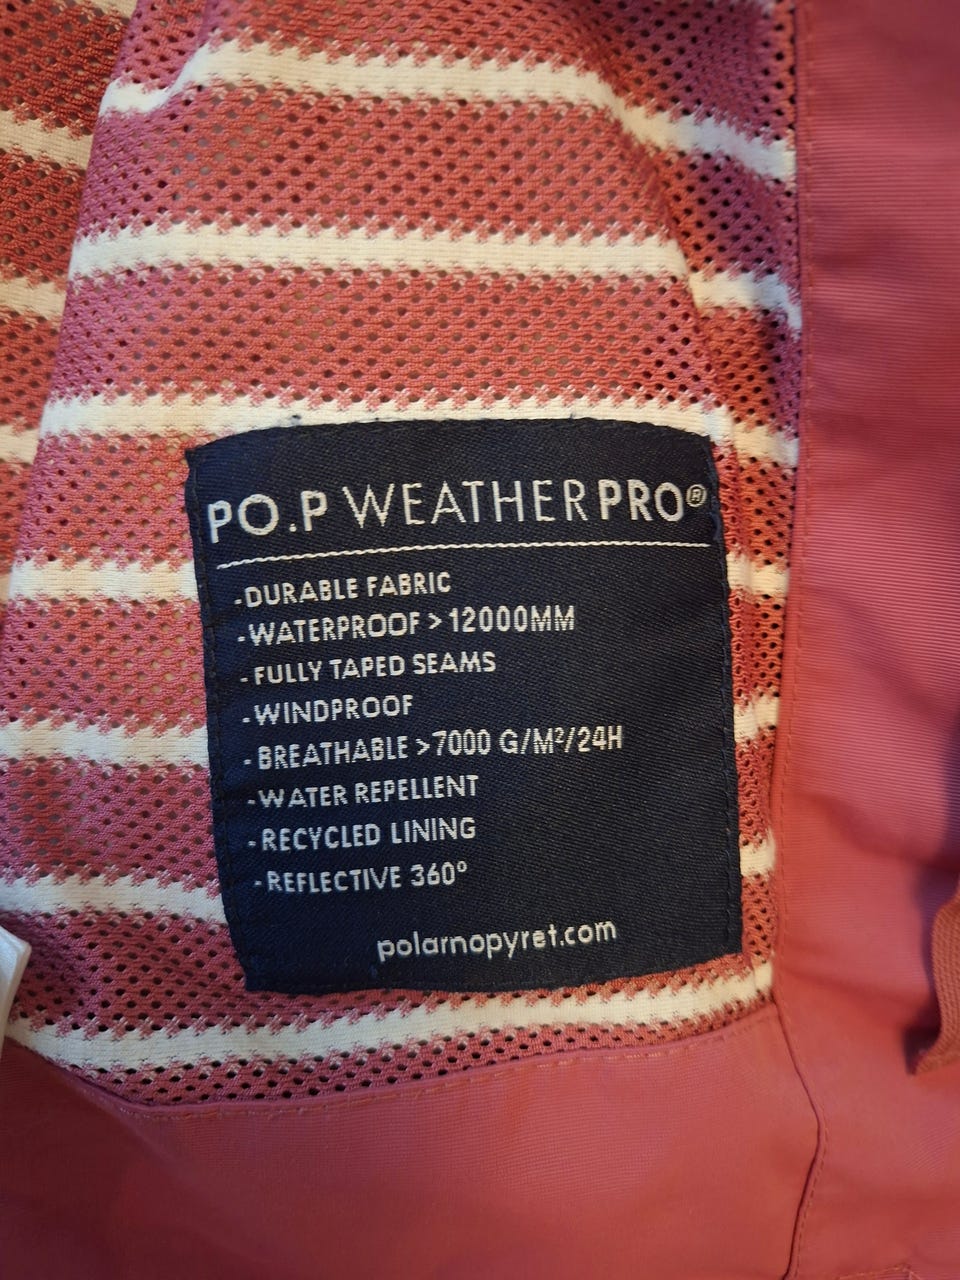 PO.P WEATHERPRO®
-DURABLE FABRIC
-WATERPROOF >12000MM
-FULLY TAPED SEAMS
-WINDPROOF
-BREATHABLE >7000 G/M²/24H
-WATER REPELLENT
-RECYCLED LINING
-REFLECTIVE 360°
polarnopyret.com